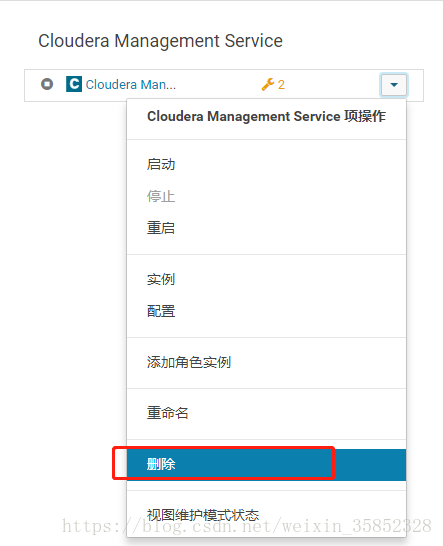 Cloudera Management Service
C Cloudera Man... 2
Cloudera Management Service 项操作
启动
停止
重启
实例
配置
添加角色实例
重命名
删除
视图维护模式状态
https://blog.csdn.net/weixin_35852328